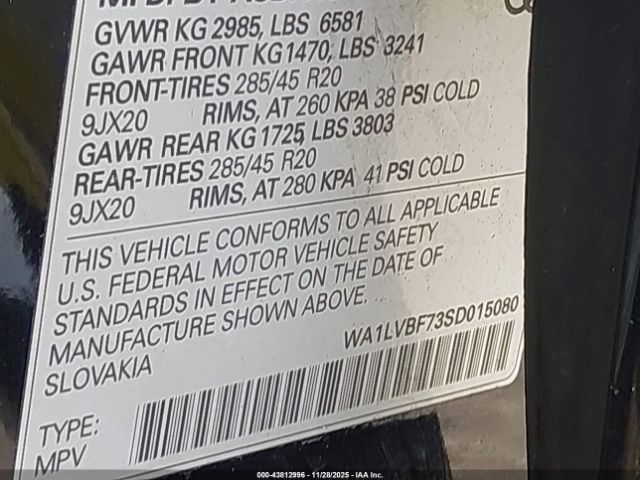 GVWR KG 2985, LBS 6581
GAWR FRONT KG1470, LBS 3241
FRONT-TIRES 285/45 R20
9JX20 RIMS, AT 260 KPA 38 PSI COLD
GAWR REAR KG1725, LBS 3803
REAR-TIRES 285/45 R20
9JX20 RIMS, AT 280 KPA 41 PSI COLD
THIS VEHICLE CONFORMS TO ALL APPLICABLE
U.S. FEDERAL MOTOR VEHICLE SAFETY
STANDARDS IN EFFECT ON THE DATE OF
MANUFACTURE SHOWN ABOVE.
SLOVAKIA
WA1LVBF73SD015080
TYPE:
MPV
000-43812996 - 11/28/2025 - IAA Inc.